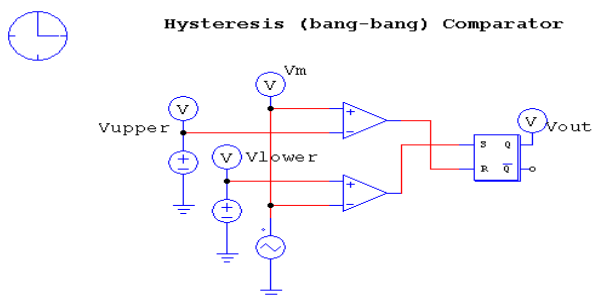 Hysteresis (bang-bang) Comparator
Vm
V
V
Vupper
V
Vlower
V
Vout
S Q
R Q̅